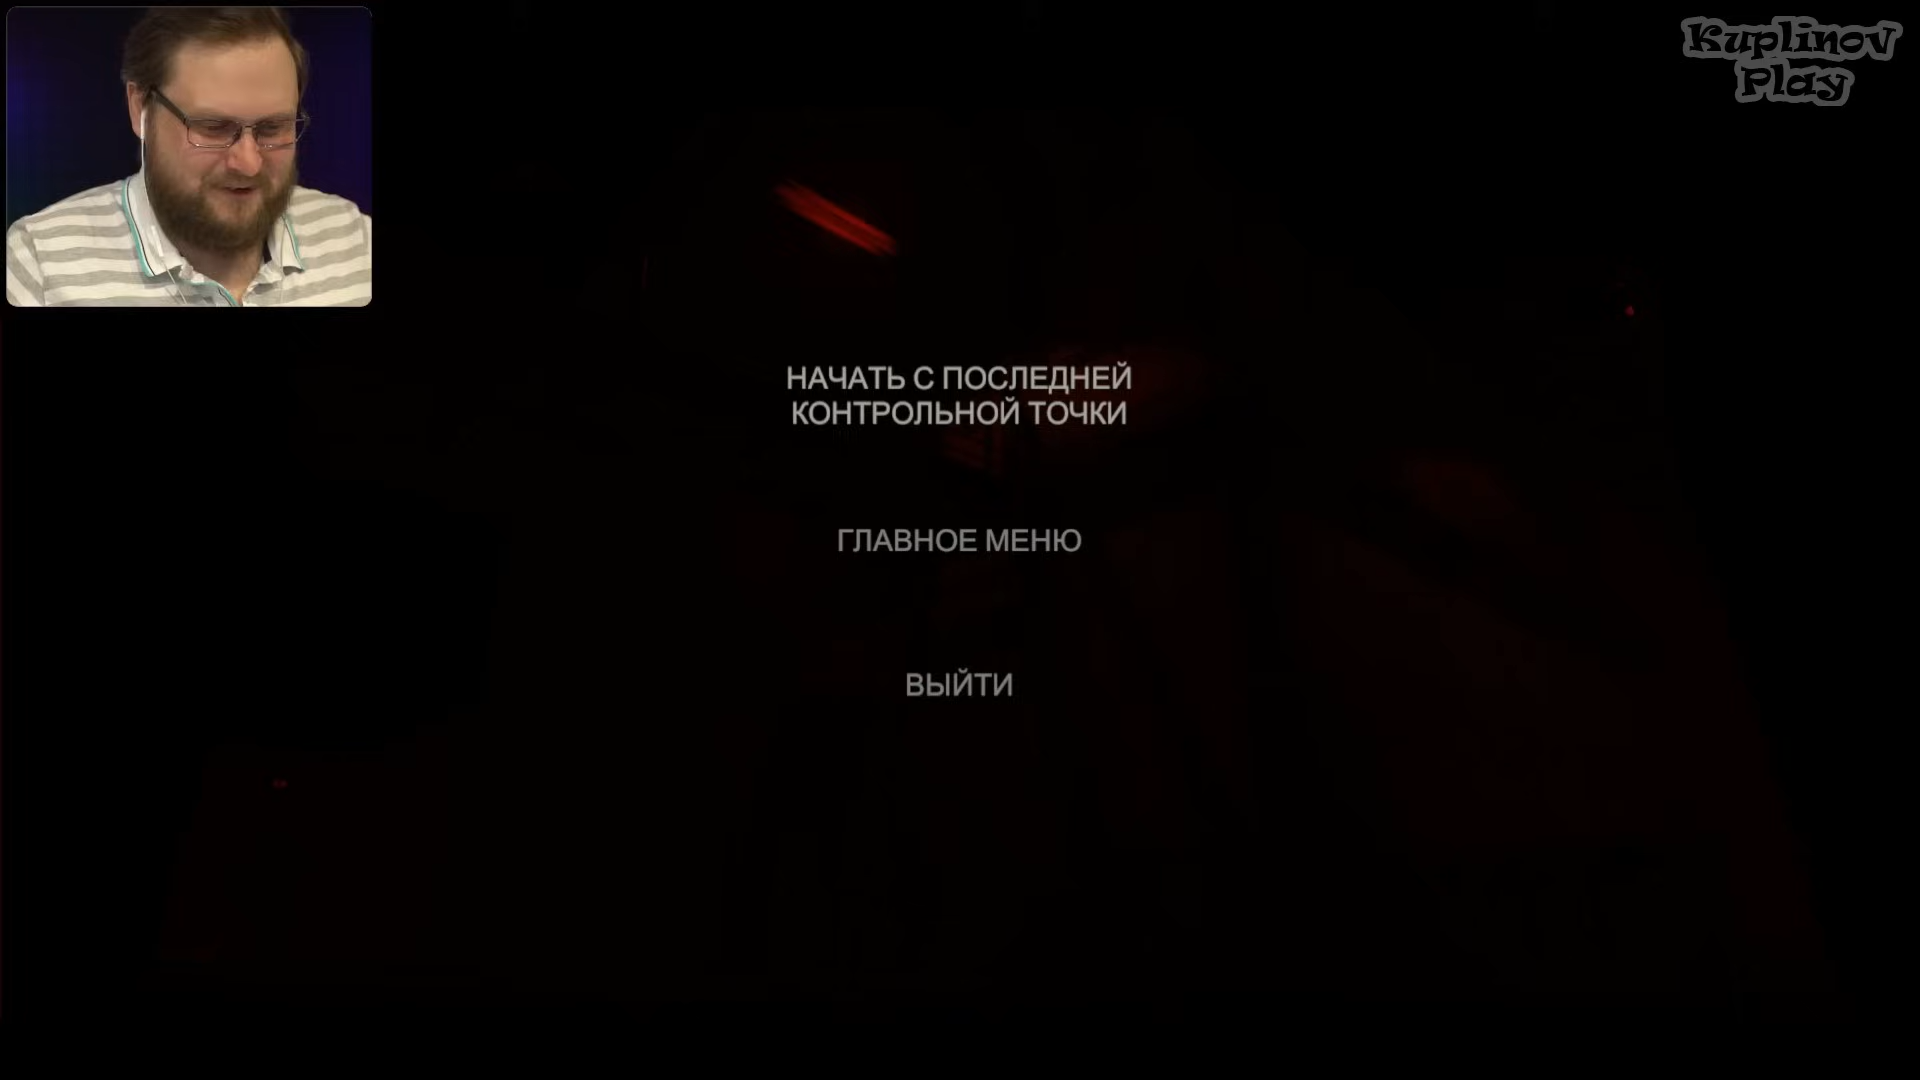 Kuplinov
Play
НАЧАТЬ С ПОСЛЕДНЕЙ
КОНТРОЛЬНОЙ ТОЧКИ
ГЛАВНОЕ МЕНЮ
ВЫЙТИ